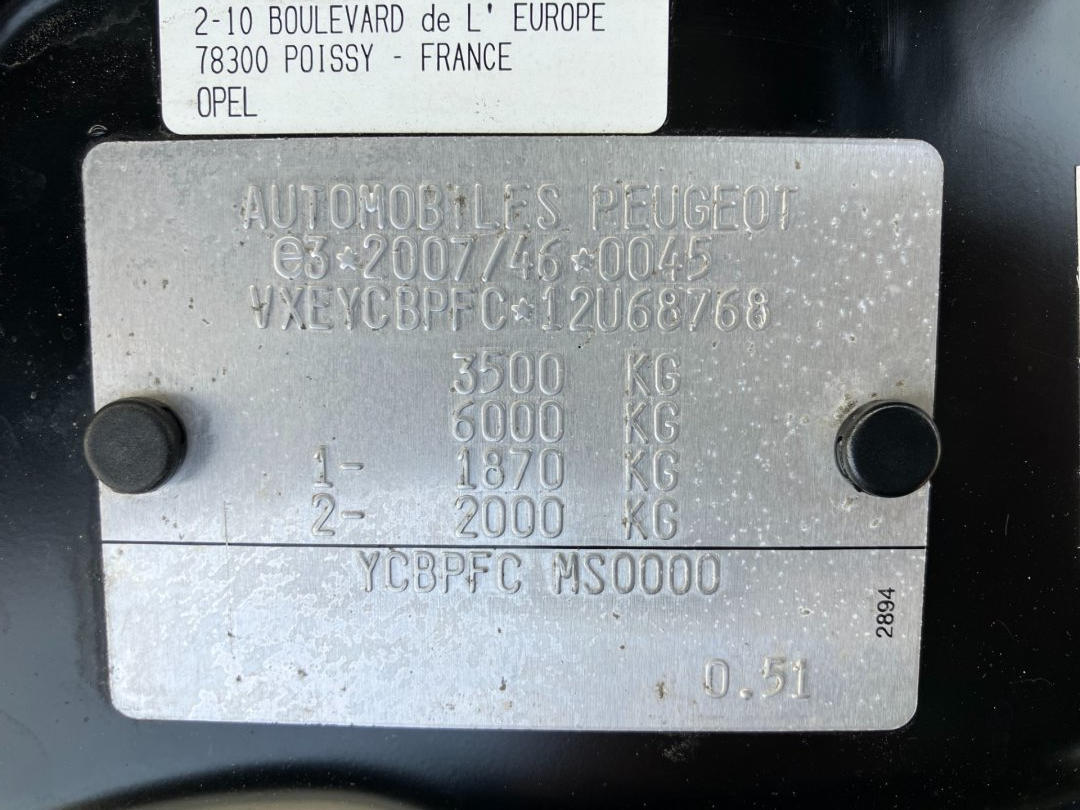 2-10 BOULEVARD de L' EUROPE
78300 POISSY - FRANCE
OPEL
AUTOMOBILES PEUGEOT
e3*2007/46*0045
VXEYCBPFC*12U68768
3500 KG
6000 KG
1- 1870 KG
2- 2000 KG
YCBPFC MS0000
2894
0.51